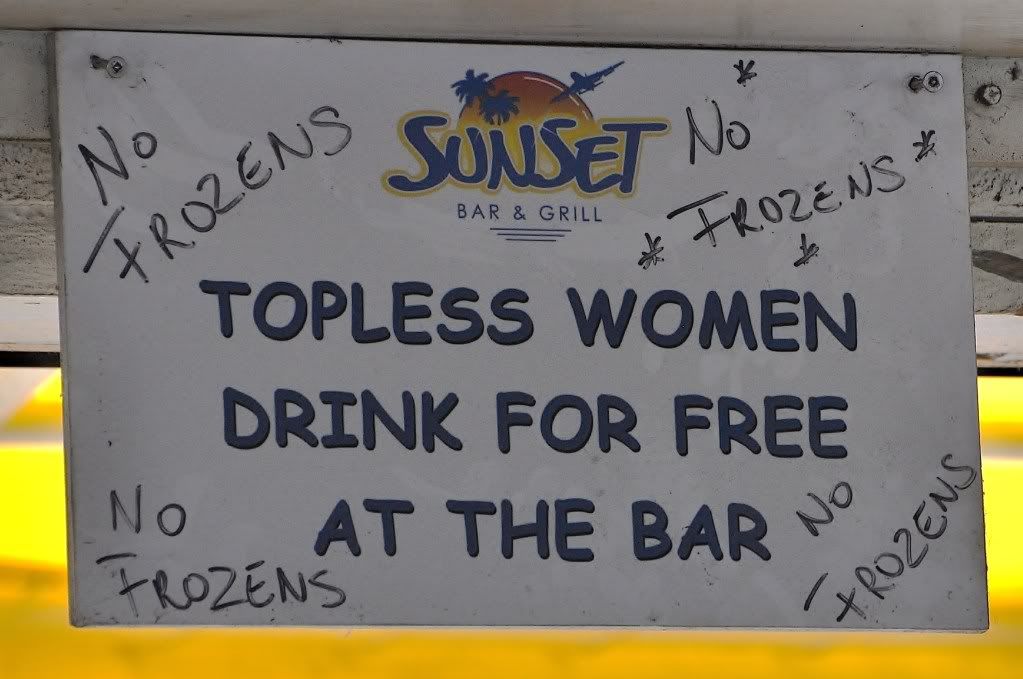 No
FROZENS
SUNSET
BAR & GRILL
* No
* FROZENS *
*
TOPLESS WOMEN
DRINK FOR FREE
AT THE BAR
No
FROZENS
No
FROZENS